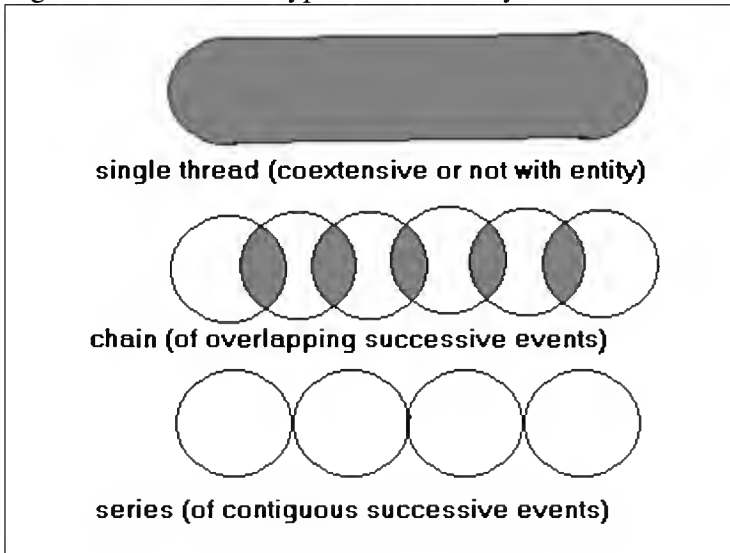 single thread (coextensive or not with entity)
chain (of overlapping successive events)
series (of contiguous successive events)